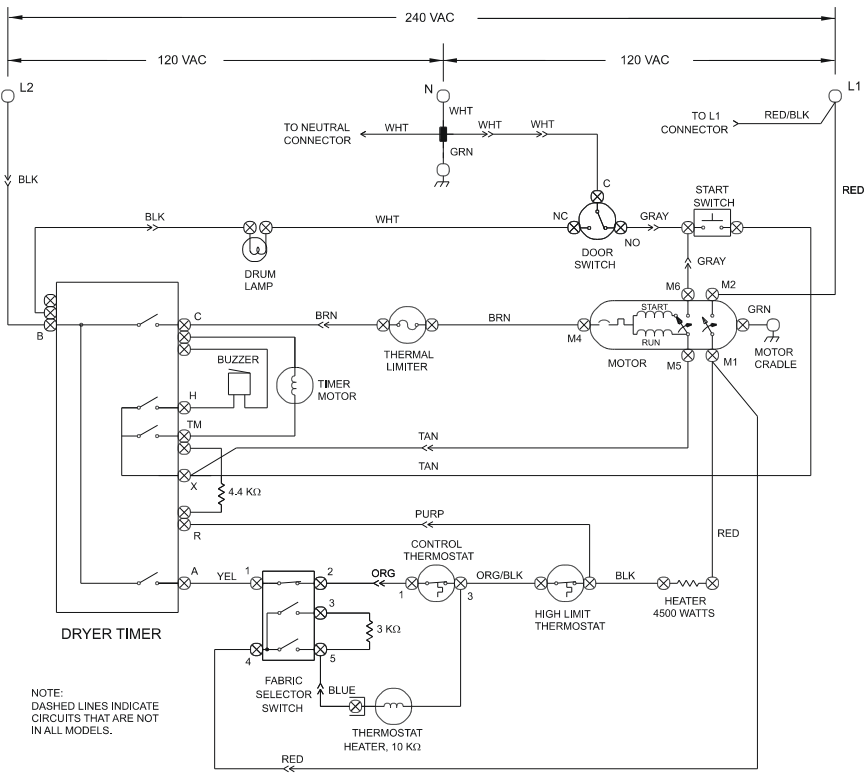 240 VAC
120 VAC
120 VAC
L2
N
L1
WHT
TO NEUTRAL
CONNECTOR
WHT
WHT
WHT
TO L1
CONNECTOR
RED/BLK
GRN
BLK
RED
C
START
SWITCH
BLK
WHT
NC
GRAY
NO
DOOR
SWITCH
DRUM
LAMP
GRAY
M6
M2
B
C
BRN
BRN
THERMAL
LIMITER
M4
START
RUN
MOTOR
M5
M1
GRN
MOTOR
CRADLE
BUZZER
TIMER
MOTOR
H
TM
TAN
TAN
X
4.4 KΩ
R
PURP
RED
A
YEL
1
2
ORG
CONTROL
THERMOSTAT
1
3
ORG/BLK
HIGH LIMIT
THERMOSTAT
BLK
HEATER
4500 WATTS
3
3 KΩ
4
5
DRYER TIMER
FABRIC
SELECTOR
SWITCH
BLUE
THERMOSTAT
HEATER, 10 KΩ
NOTE:
DASHED LINES INDICATE
CIRCUITS THAT ARE NOT
IN ALL MODELS.
RED